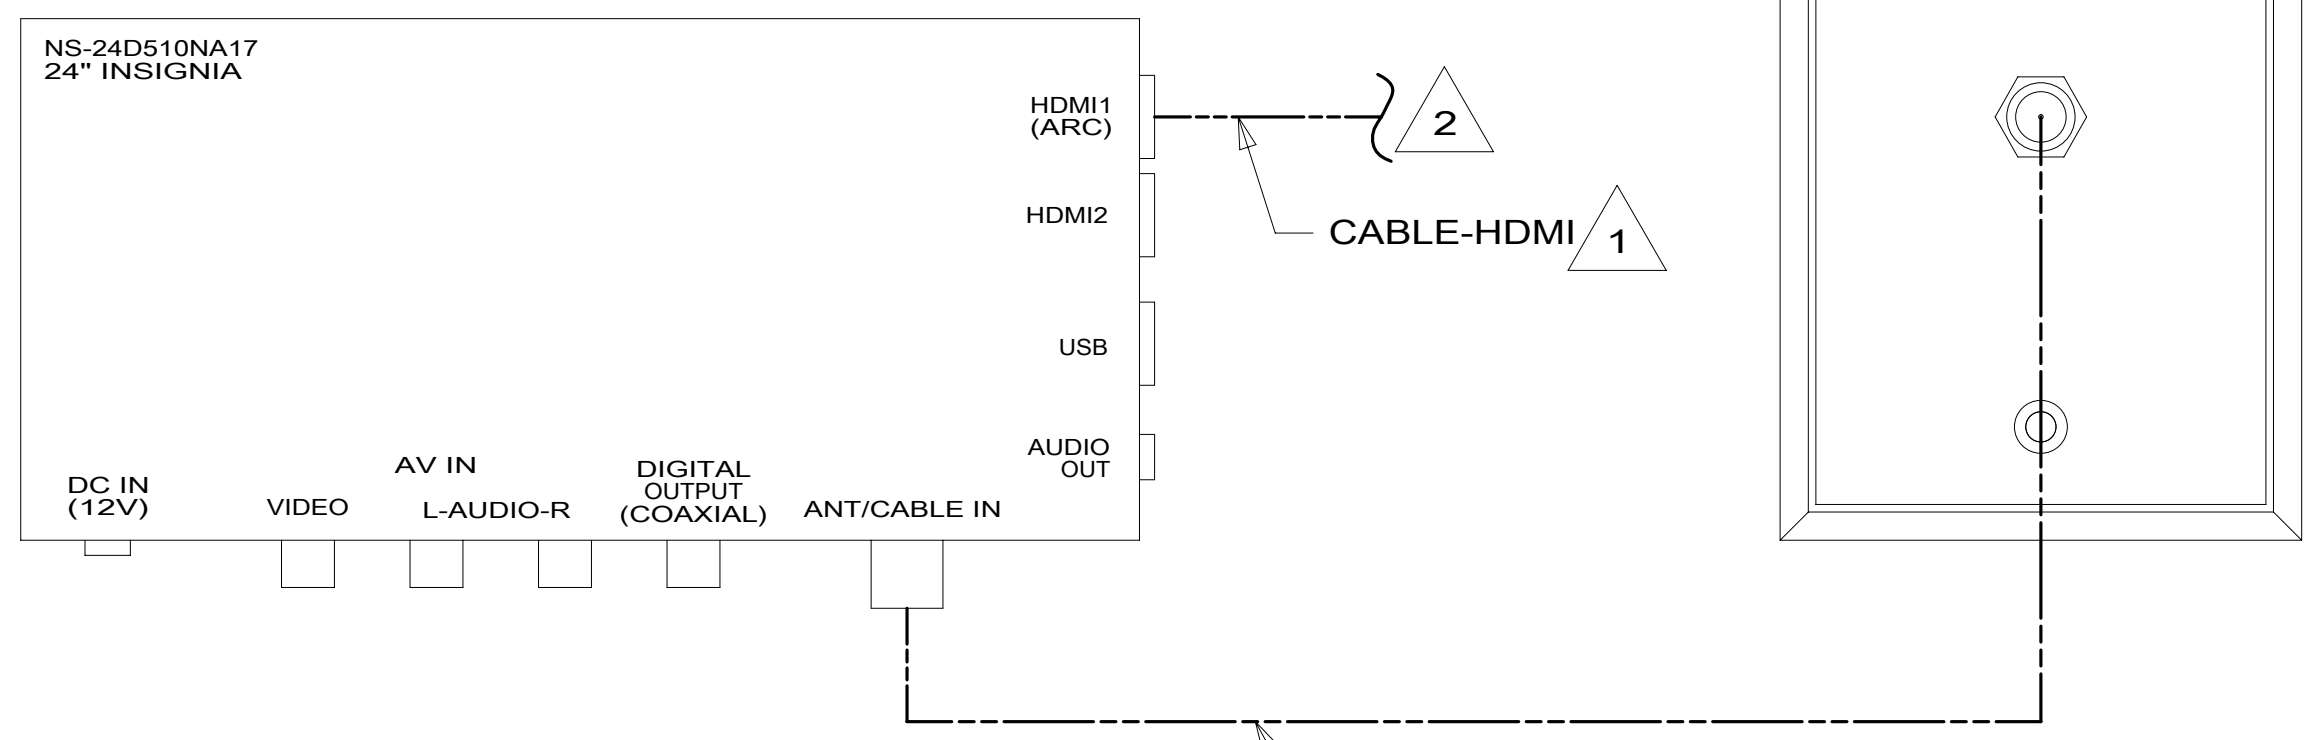 NS-24D510NA17
24" INSIGNIA
HDMI1
(ARC)
2
HDMI2
CABLE-HDMI 1
USB
AUDIO
OUT
AV IN
DC IN
(12V)
VIDEO
L-AUDIO-R
DIGITAL
OUTPUT
(COAXIAL)
ANT/CABLE IN